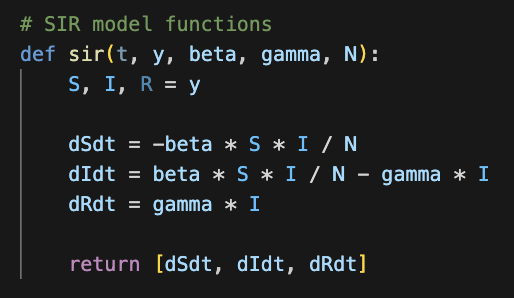 # SIR model functions
def sir(t, y, beta, gamma, N):
    S, I, R = y

    dSdt = -beta * S * I / N
    dIdt = beta * S * I / N - gamma * I
    dRdt = gamma * I

    return [dSdt, dIdt, dRdt]